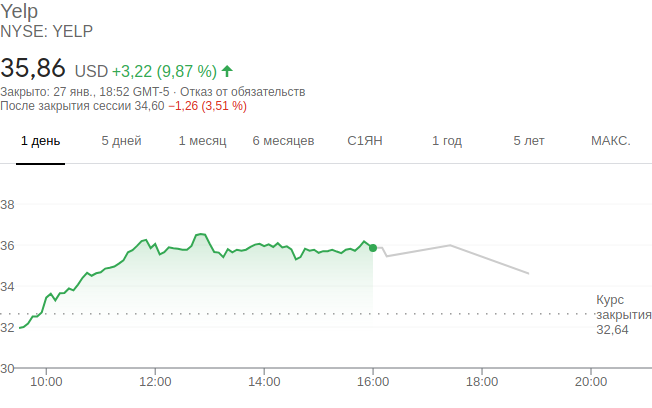 Yelp
NYSE: YELP
35,86 USD +3,22 (9,87 %)
Закрыто: 27 янв., 18:52 GMT-5 · Отказ от обязательств
После закрытия сессии 34,60 −1,26 (3,51 %)
1 день 5 дней 1 месяц 6 месяцев С1ЯН 1 год 5 лет МАКС.
38
36
34
Курс
закрытия
32,64
32
30
10:00 12:00 14:00 16:00 18:00 20:00